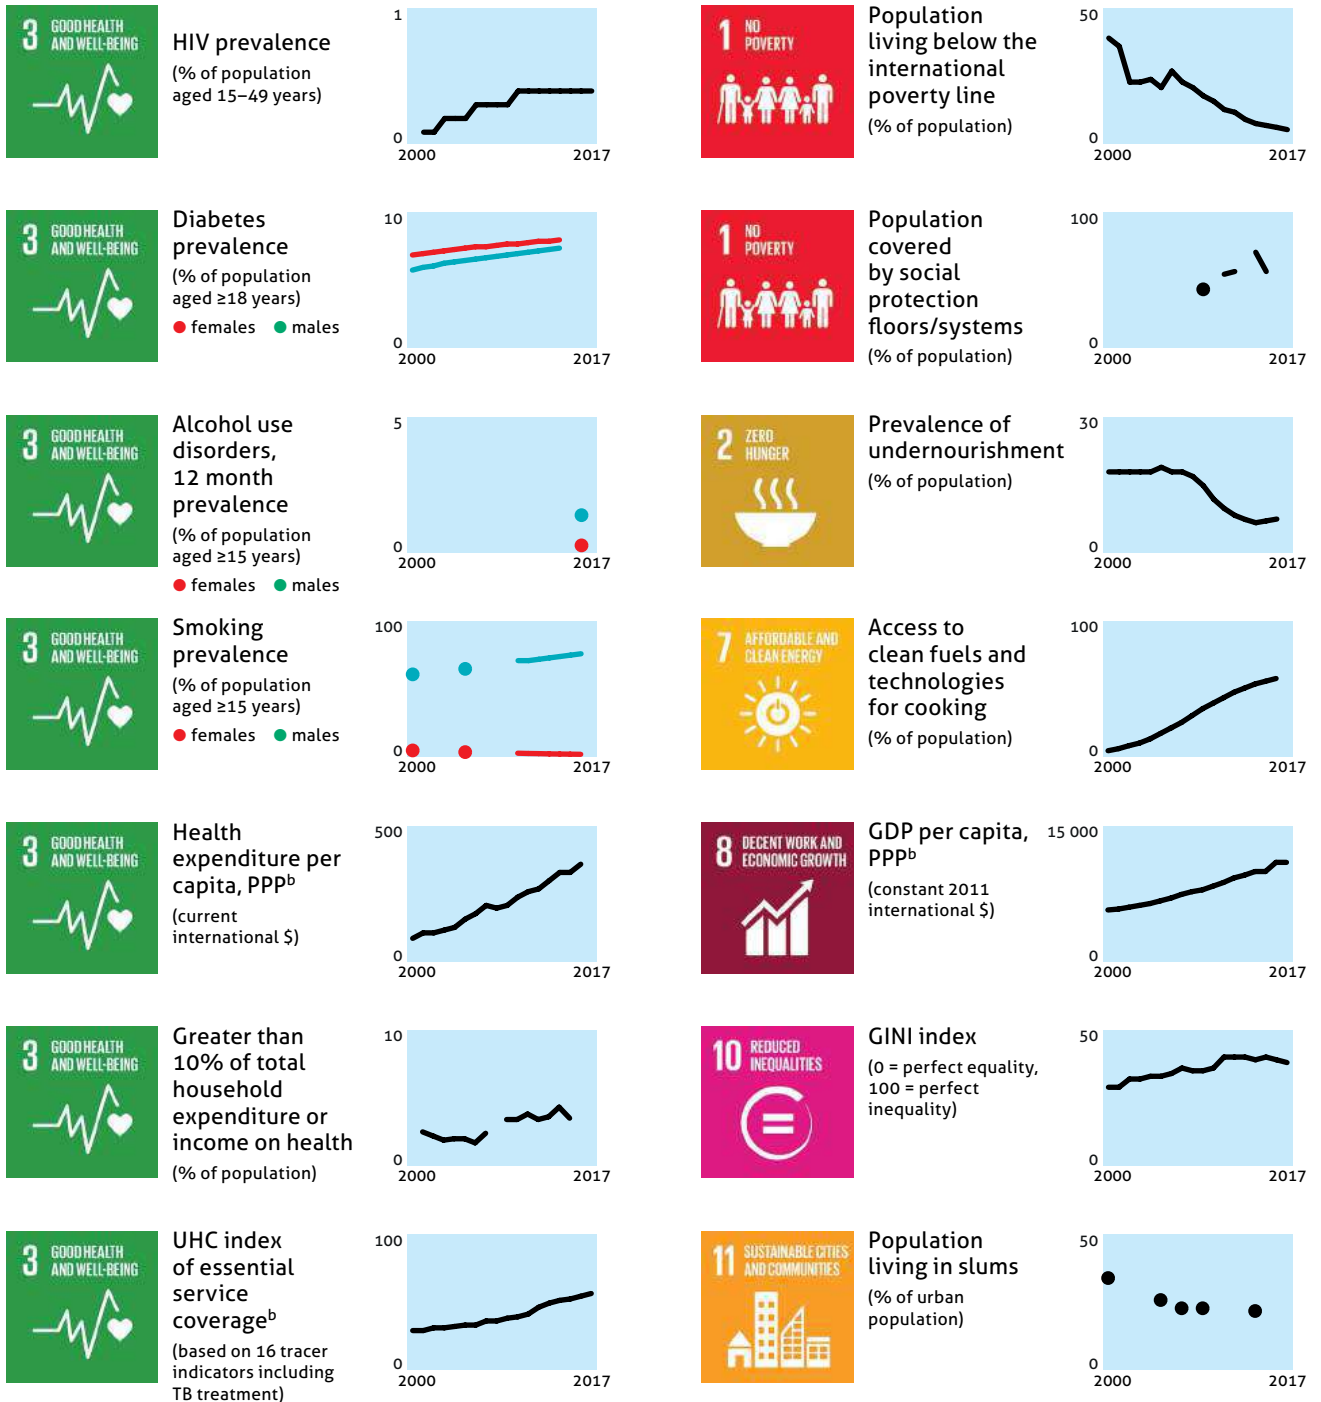 3 GOOD HEALTH
AND WELL-BEING
HIV prevalence
(% of population
aged 15–49 years)
1
0
2000 2017
3 GOOD HEALTH
AND WELL-BEING
Diabetes
prevalence
(% of population
aged ≥18 years)
females males
10
0
2000 2017
3 GOOD HEALTH
AND WELL-BEING
Alcohol use
disorders,
12 month
prevalence
(% of population
aged ≥15 years)
females males
5
0
2000 2017
3 GOOD HEALTH
AND WELL-BEING
Smoking
prevalence
(% of population
aged ≥15 years)
females males
100
0
2000 2017
3 GOOD HEALTH
AND WELL-BEING
Health
expenditure per
capita, PPPᵇ
(current
international $)
500
0
2000 2017
3 GOOD HEALTH
AND WELL-BEING
Greater than
10% of total
household
expenditure or
income on health
(% of population)
10
0
2000 2017
3 GOOD HEALTH
AND WELL-BEING
UHC index
of essential
service
coverageᵇ
(based on 16 tracer
indicators including
TB treatment)
100
0
2000 2017
1 NO
POVERTY
Population
living below the
international
poverty line
(% of population)
50
0
2000 2017
1 NO
POVERTY
Population
covered
by social
protection
floors/systems
(% of population)
100
0
2000 2017
2 ZERO
HUNGER
Prevalence of
undernourishment
(% of population)
30
0
2000 2017
7 AFFORDABLE AND
CLEAN ENERGY
Access to
clean fuels and
technologies
for cooking
(% of population)
100
0
2000 2017
8 DECENT WORK AND
ECONOMIC GROWTH
GDP per capita,
PPPᵇ
(constant 2011
international $)
15 000
0
2000 2017
10 REDUCED
INEQUALITIES
GINI index
(0 = perfect equality,
100 = perfect
inequality)
50
0
2000 2017
11 SUSTAINABLE CITIES
AND COMMUNITIES
Population
living in slums
(% of urban
population)
50
0
2000 2017